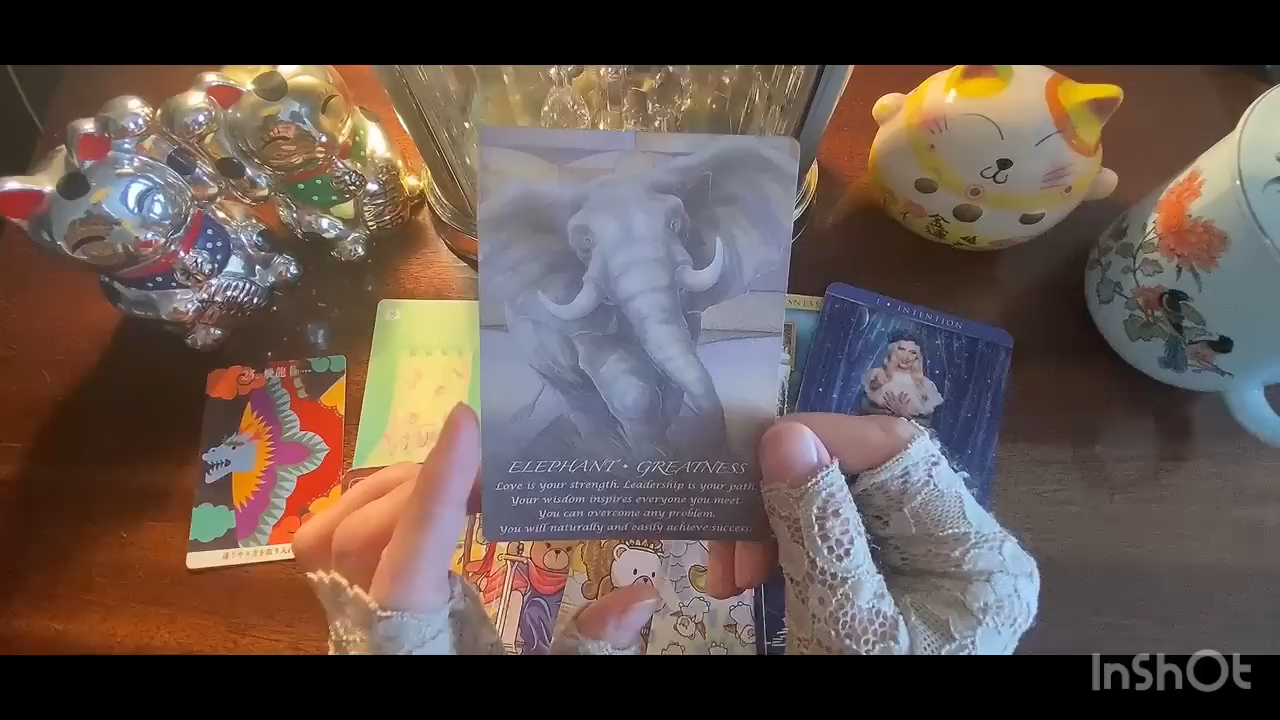 I • INTENTION
ELEPHANT • GREATNESS
Love is your strength. Leadership is your path.
Your wisdom inspires everyone you meet.
You can overcome any problem.
You will naturally and easily achieve success.
InShOt